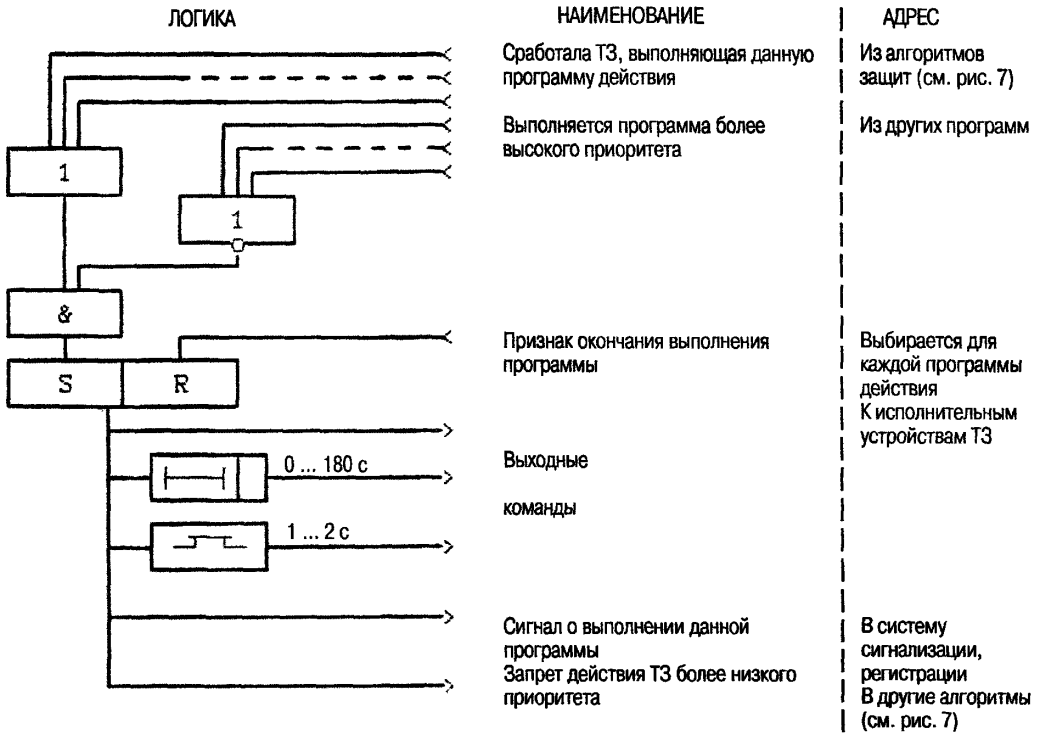 ЛОГИКА
НАИМЕНОВАНИЕ
АДРЕС
Сработала ТЗ, выполняющая данную
программу действия
Из алгоритмов
защит (см. рис. 7)
Выполняется программа более
высокого приоритета
Из других программ
1
1
&
S
R
Признак окончания выполнения
программы
Выбирается для
каждой программы
действия
К исполнительным
устройствам ТЗ
0 ... 180 с
Выходные
команды
1 ... 2 с
Сигнал о выполнении данной
программы
Запрет действия ТЗ более низкого
приоритета
В систему
сигнализации,
регистрации
В другие алгоритмы
(см. рис. 7)